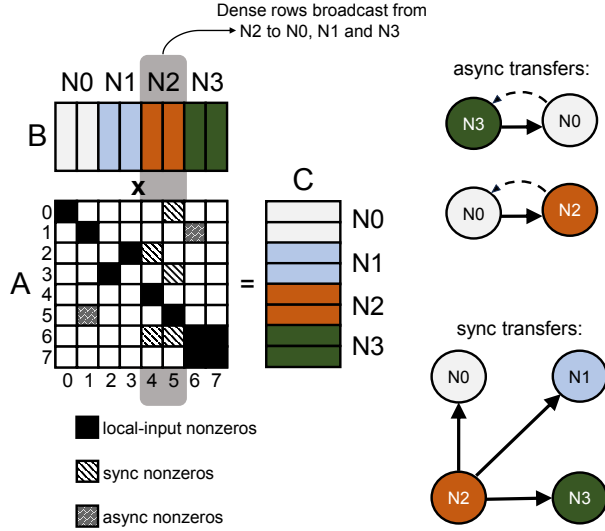 Dense rows broadcast from
N2 to N0, N1 and N3
N0 N1 N2 N3
B
x
A
0
1
2
3
4
5
6
7
0 1 2 3 4 5 6 7
=
C
N0
N1
N2
N3
local-input nonzeros
sync nonzeros
async nonzeros
async transfers:
N3 N0
N0 N2
sync transfers:
N0 N1
N2 N3